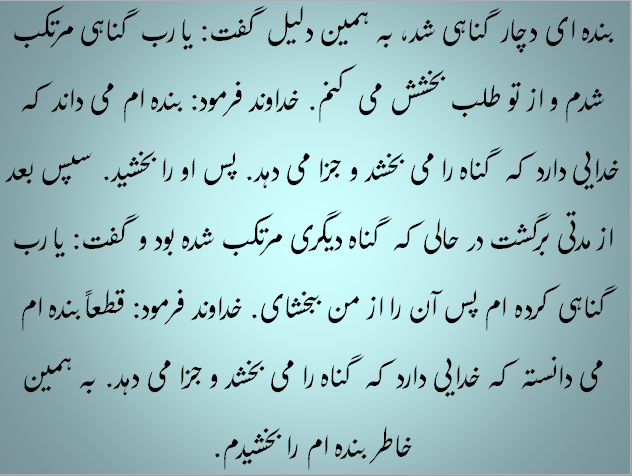 بنده ای دچار گناهی شد، به همین دلیل گفت: یا رب گناهی مرتکب
شدم و از تو طلب بخشش می کنم. خداوند فرمود: بنده ام می داند که
خدایی دارد که گناه را می بخشد و جزا می دهد. پس او را بخشید. سپس بعد
از مدتی برگشت در حالی که گناه دیگری مرتکب شده بود و گفت: یا رب
گناهی کرده ام پس آن را از من ببخشای. خداوند فرمود: قطعاً بنده ام
می دانسته که خدایی دارد که گناه را می بخشد و جزا می دهد. به همین
خاطر بنده ام را بخشیدم.